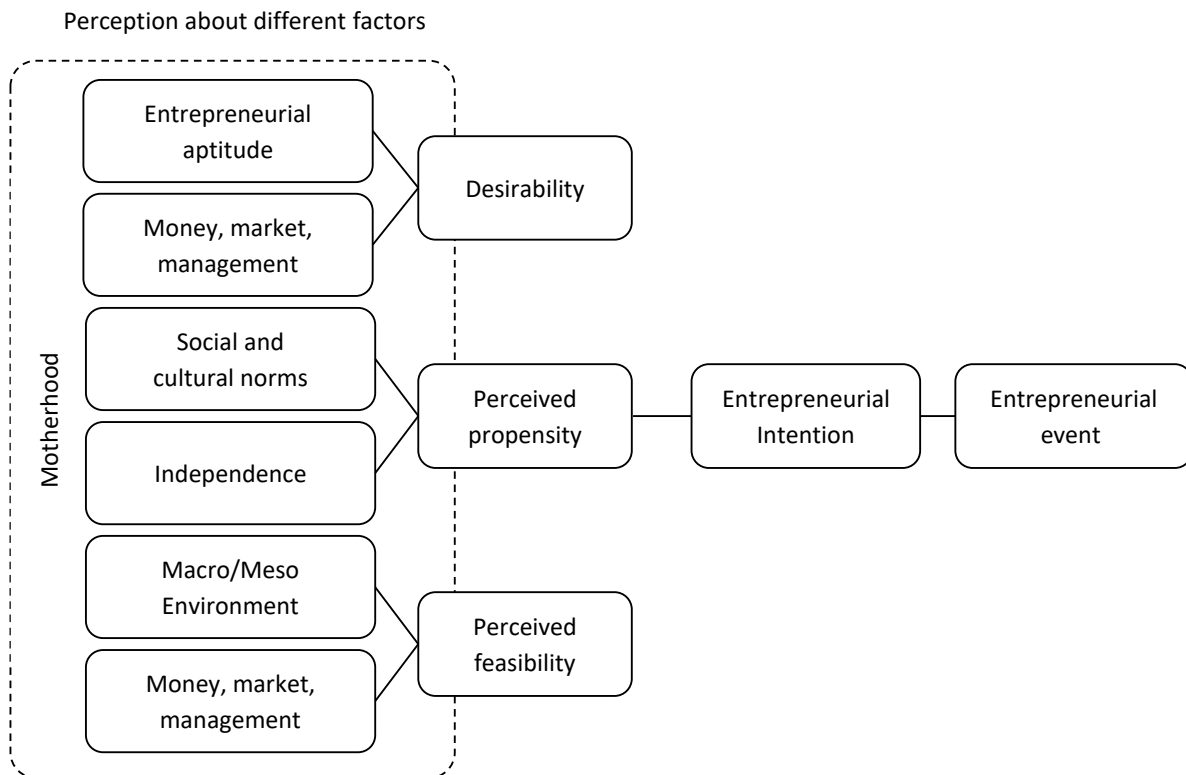 Perception about different factors
Motherhood
Entrepreneurial
aptitude
Money, market,
management
Desirability
Social and
cultural norms
Independence
Perceived
propensity
Entrepreneurial
Intention
Entrepreneurial
event
Macro/Meso
Environment
Money, market,
management
Perceived
feasibility